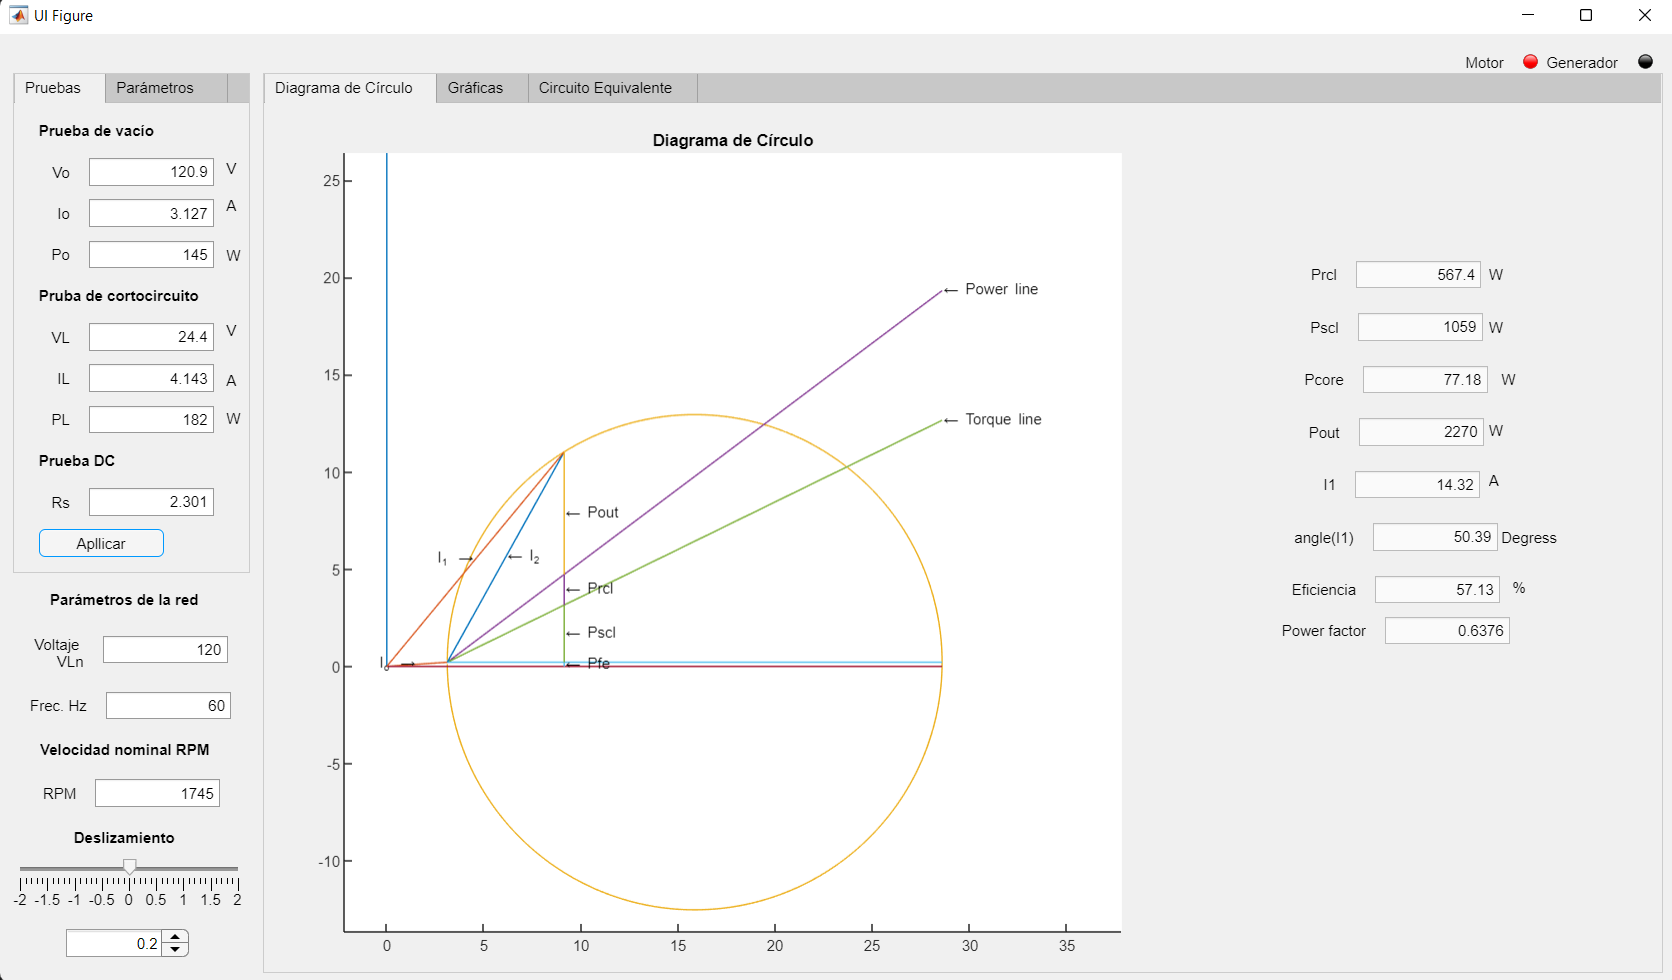 UI Figure
Motor Generador
Pruebas Parámetros
Prueba de vacío
Vo 120.9 V
Io 3.127 A
Po 145 W
Pruba de cortocircuito
VL 24.4 V
IL 4.143 A
PL 182 W
Prueba DC
Rs 2.301
Apllicar
Parámetros de la red
Voltaje VLn 120
Frec. Hz 60
Velocidad nominal RPM
RPM 1745
Deslizamiento
-2 -1.5 -1 -0.5 0 0.5 1 1.5 2
0.2
Diagrama de Círculo Gráficas Circuito Equivalente
Diagrama de Círculo
25
20
15
10
5
0
-5
-10
0 5 10 15 20 25 30 35
← Power line
← Torque line
← Pout
I₁ →
← I₂
← Prcl
← Pscl
I →
← Pfe
Prcl 567.4 W
Pscl 1059 W
Pcore 77.18 W
Pout 2270 W
I1 14.32 A
angle(I1) 50.39 Degress
Eficiencia 57.13 %
Power factor 0.6376